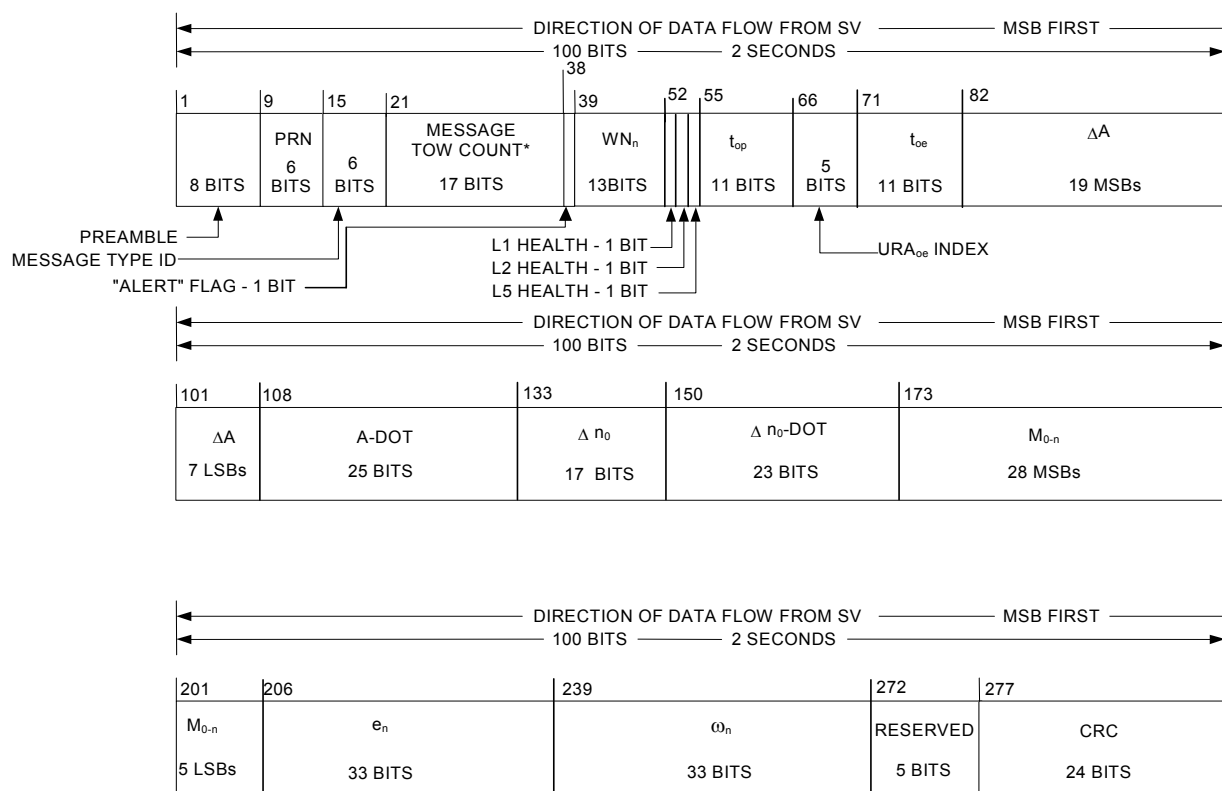 DIRECTION OF DATA FLOW FROM SV MSB FIRST
100 BITS 2 SECONDS
38
1 9 15 21 39 52 55 66 71 82
PRN MESSAGE WNn top toe ΔA
TOW COUNT*
8 BITS 6 BITS 6 BITS 17 BITS 13BITS 11 BITS 5 BITS 11 BITS 19 MSBs
PREAMBLE
MESSAGE TYPE ID
"ALERT" FLAG - 1 BIT
L1 HEALTH - 1 BIT
L2 HEALTH - 1 BIT
L5 HEALTH - 1 BIT
URAoe INDEX
DIRECTION OF DATA FLOW FROM SV MSB FIRST
100 BITS 2 SECONDS
101 108 133 150 173
ΔA A-DOT Δ n0 Δ n0-DOT M0-n
7 LSBs 25 BITS 17 BITS 23 BITS 28 MSBs
DIRECTION OF DATA FLOW FROM SV MSB FIRST
100 BITS 2 SECONDS
201 206 239 272 277
M0-n en ωn RESERVED CRC
5 LSBs 33 BITS 33 BITS 5 BITS 24 BITS